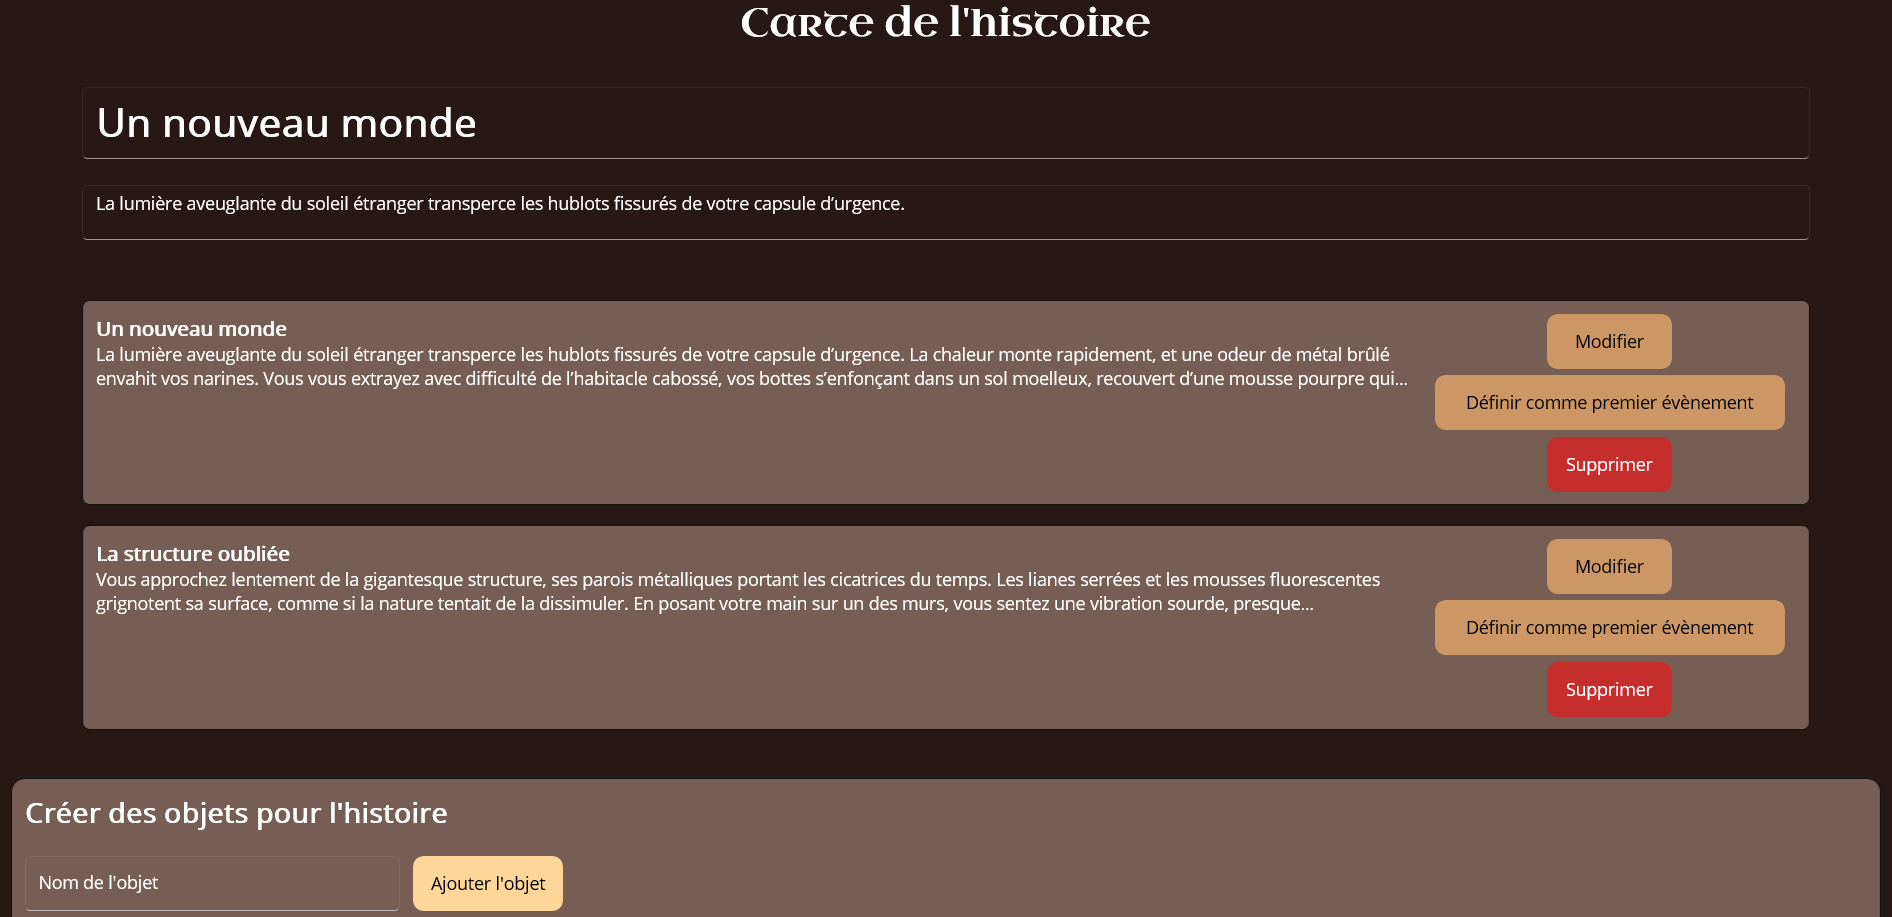 Carte de l'histoire
Un nouveau monde
La lumière aveuglante du soleil étranger transperce les hublots fissurés de votre capsule d’urgence.
Un nouveau monde
La lumière aveuglante du soleil étranger transperce les hublots fissurés de votre capsule d’urgence. La chaleur monte rapidement, et une odeur de métal brûlé
envahit vos narines. Vous vous extrayez avec difficulté de l’habitacle cabossé, vos bottes s’enfonçant dans un sol moelleux, recouvert d’une mousse pourpre qui...
Modifier
Définir comme premier évènement
Supprimer
La structure oubliée
Vous approchez lentement de la gigantesque structure, ses parois métalliques portant les cicatrices du temps. Les lianes serrées et les mousses fluorescentes
grignotent sa surface, comme si la nature tentait de la dissimuler. En posant votre main sur un des murs, vous sentez une vibration sourde, presque...
Modifier
Définir comme premier évènement
Supprimer
Créer des objets pour l'histoire
Nom de l'objet
Ajouter l'objet